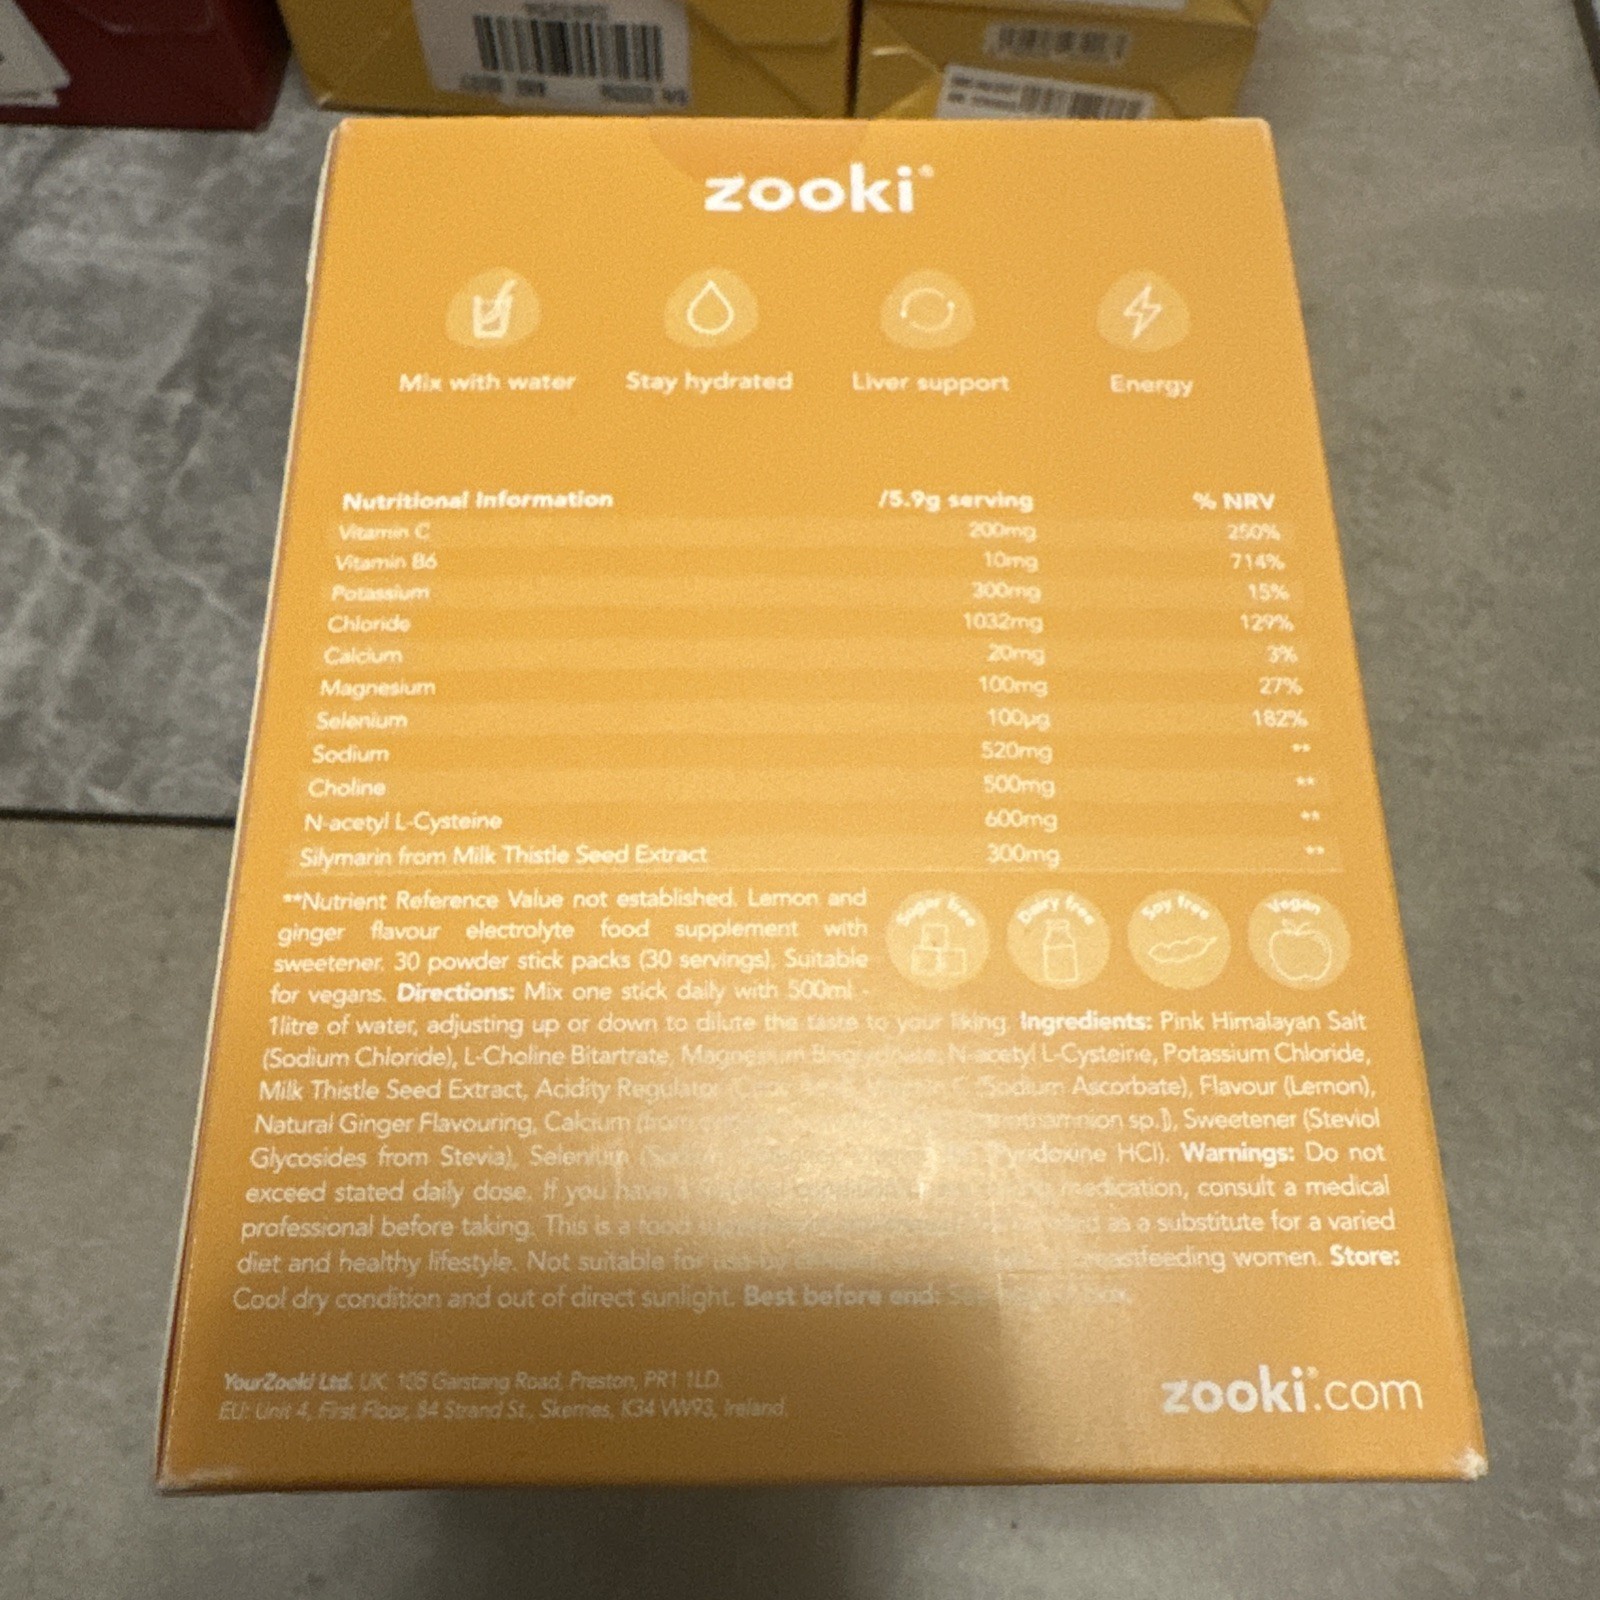 zooki®
Mix with water
Stay hydrated
Liver support
Energy
Nutritional Information /5.9g serving % NRV
Vitamin C 200mg 250%
Vitamin B6 10mg 714%
Potassium 300mg 15%
Chloride 1032mg 129%
Calcium 20mg 3%
Magnesium 100mg 27%
Selenium 100µg 182%
Sodium 520mg **
Choline 500mg **
N-acetyl L-Cysteine 600mg **
Silymarin from Milk Thistle Seed Extract 300mg **
**Nutrient Reference Value not established. Lemon and
ginger flavour electrolyte food supplement with
sweetener. 30 powder stick packs (30 servings). Suitable
for vegans. Directions: Mix one stick daily with 500ml -
Sugar free
Dairy free
Soy free
Vegan
1litre of water, adjusting up or down to dilute the taste to your liking. Ingredients: Pink Himalayan Salt
(Sodium Chloride), L-Choline Bitartrate, Magnesium N-acetyl L-Cysteine, Potassium Chloride,
Milk Thistle Seed Extract, Acidity Regulator (Sodium Ascorbate), Flavour (Lemon),
Natural Ginger Flavouring, Calcium (from sp.]), Sweetener (Steviol
Glycosides from Stevia), Selenium HCl). Warnings: Do not
exceed stated daily dose. If you have medication, consult a medical
professional before taking. This is a food as a substitute for a varied
diet and healthy lifestyle. Not suitable for use by breastfeeding women. Store:
Cool dry condition and out of direct sunlight. Best before end:
YourZooki Ltd. UK: 105 Garstang Road, Preston, PR1 1LD.
EU: Unit 4, First Floor, 84 Strand St., Skerries, K34 VW93, Ireland.
zooki®.com